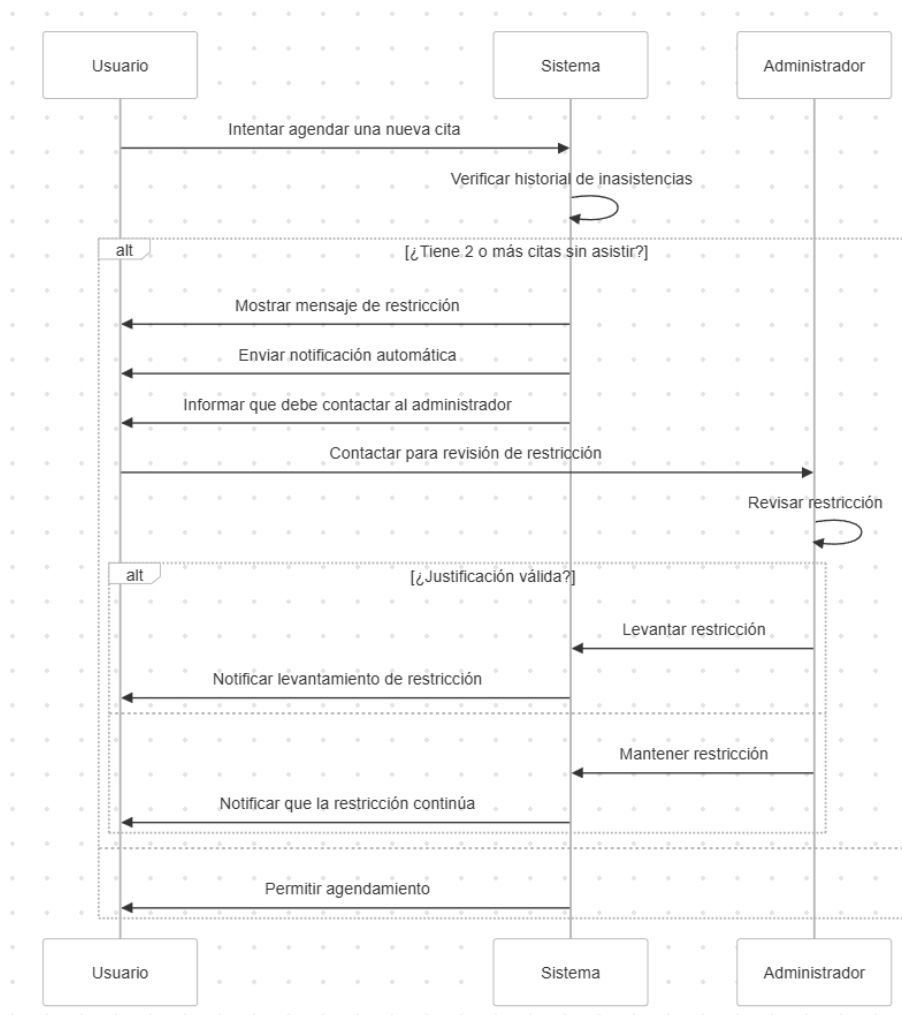 Usuario
Sistema
Administrador
Intentar agendar una nueva cita
Verificar historial de inasistencias
alt
[¿Tiene 2 o más citas sin asistir?]
Mostrar mensaje de restricción
Enviar notificación automática
Informar que debe contactar al administrador
Contactar para revisión de restricción
Revisar restricción
alt
[¿Justificación válida?]
Levantar restricción
Notificar levantamiento de restricción
Mantener restricción
Notificar que la restricción continúa
Permitir agendamiento
Usuario
Sistema
Administrador